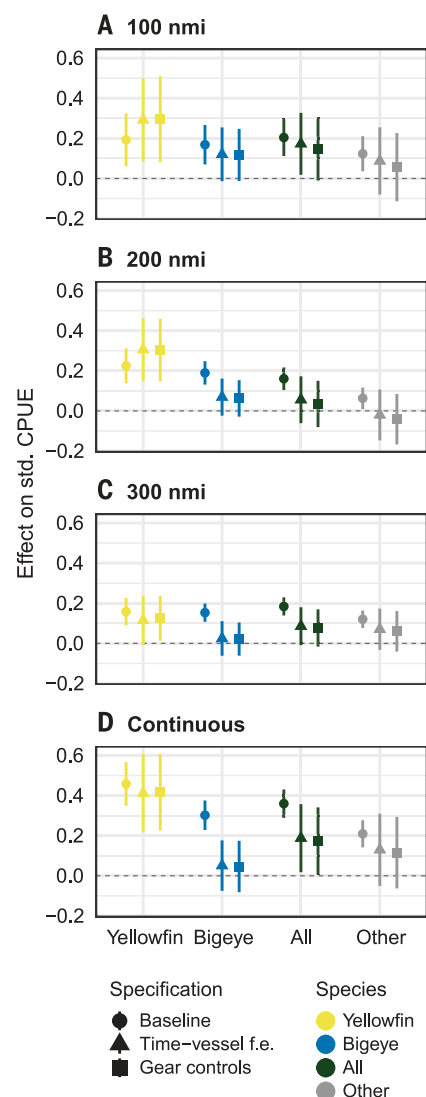 A 100 nmi
0.6
0.4
0.2
0.0
−0.2
B 200 nmi
0.6
0.4
0.2
0.0
−0.2
C 300 nmi
0.6
0.4
0.2
0.0
−0.2
D Continuous
0.6
0.4
0.2
0.0
−0.2
Effect on std. CPUE
Yellowfin Bigeye All Other
Specification
Baseline
Time−vessel f.e.
Gear controls
Species
Yellowfin
Bigeye
All
Other